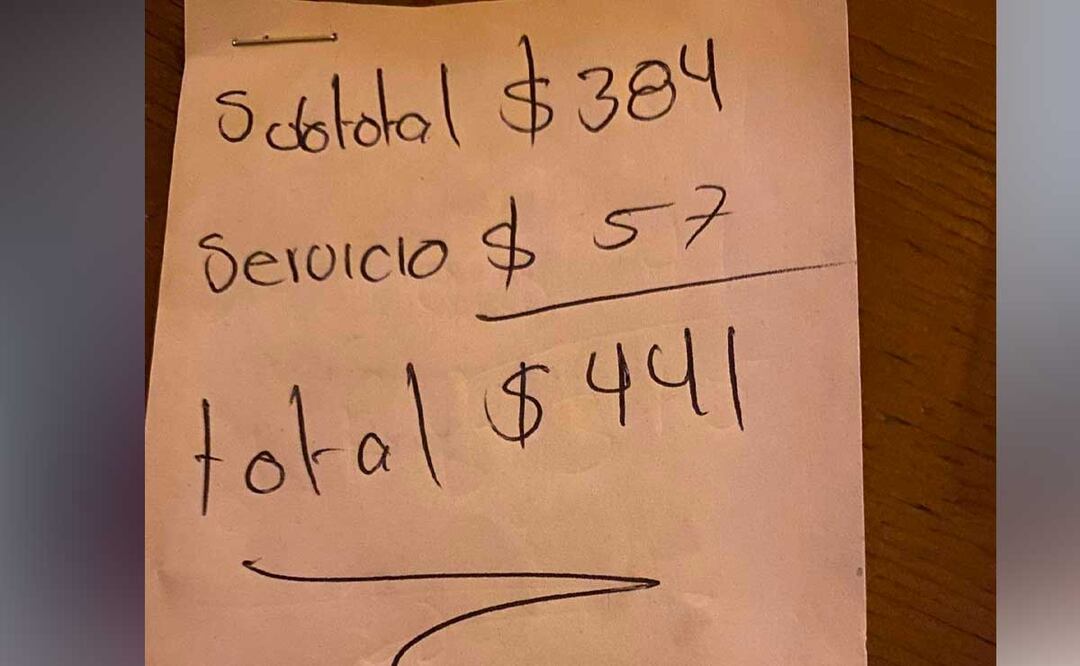 Subtotal $ 384
Servicio $ 57
total $ 441